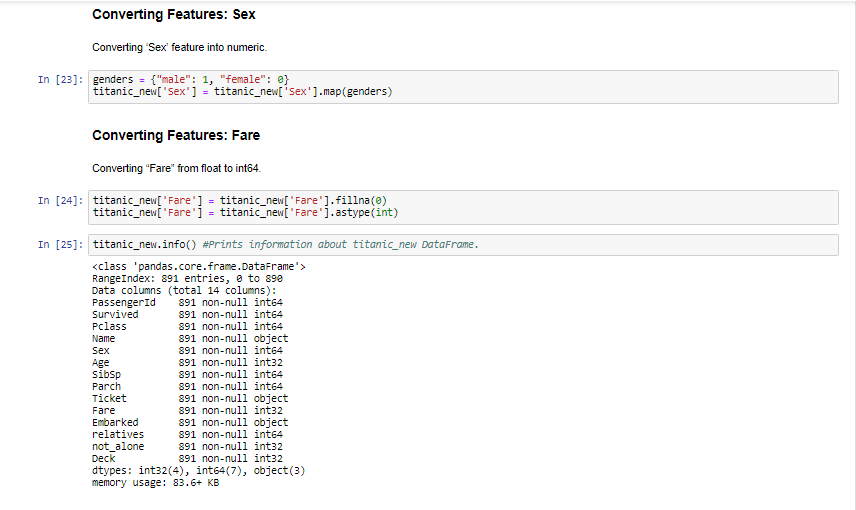 Converting Features: Sex
Converting 'Sex' feature into numeric.
In [23]: genders = {"male": 1, "female": 0}
titanic_new['Sex'] = titanic_new['Sex'].map(genders)
Converting Features: Fare
Converting “Fare” from float to int64.
In [24]: titanic_new['Fare'] = titanic_new['Fare'].fillna(0)
titanic_new['Fare'] = titanic_new['Fare'].astype(int)
In [25]: titanic_new.info() #Prints information about titanic_new DataFrame.
<class 'pandas.core.frame.DataFrame'>
RangeIndex: 891 entries, 0 to 890
Data columns (total 14 columns):
PassengerId    891 non-null int64
Survived       891 non-null int64
Pclass         891 non-null int64
Name           891 non-null object
Sex            891 non-null int64
Age            891 non-null int32
SibSp          891 non-null int64
Parch          891 non-null int64
Ticket         891 non-null object
Fare           891 non-null int32
Embarked       891 non-null object
relatives      891 non-null int64
not_alone      891 non-null int32
Deck           891 non-null int32
dtypes: int32(4), int64(7), object(3)
memory usage: 83.6+ KB